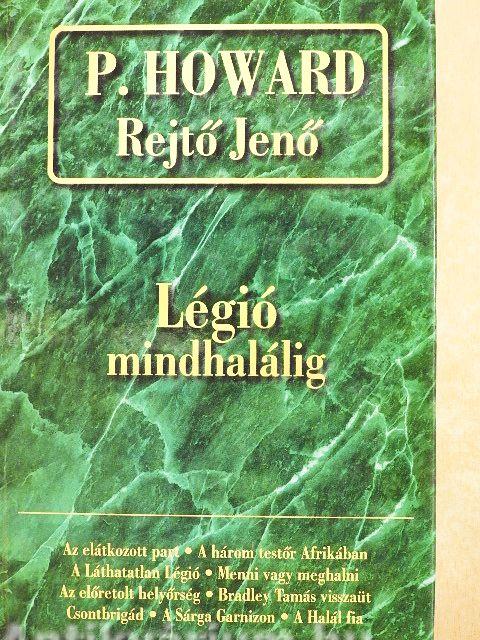 P. HOWARD
Rejtő Jenő
Légió
mindhalálig
Az elátkozott part • A három testőr Afrikában
A Láthatatlan Légió • Menni vagy meghalni
Az előretolt helyőrség • Bradley Tamás visszaüt
Csontbrigád • A Sárga Garnizon • A Halál fia